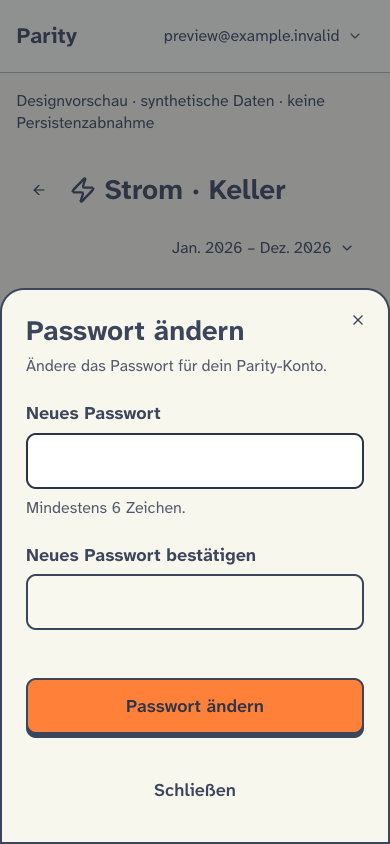 Parity
preview@example.invalid
Designvorschau · synthetische Daten · keine
Persistenzabnahme
Strom · Keller
Jan. 2026 – Dez. 2026
Passwort ändern
Ändere das Passwort für dein Parity-Konto.
Neues Passwort
Mindestens 6 Zeichen.
Neues Passwort bestätigen
Passwort ändern
Schließen